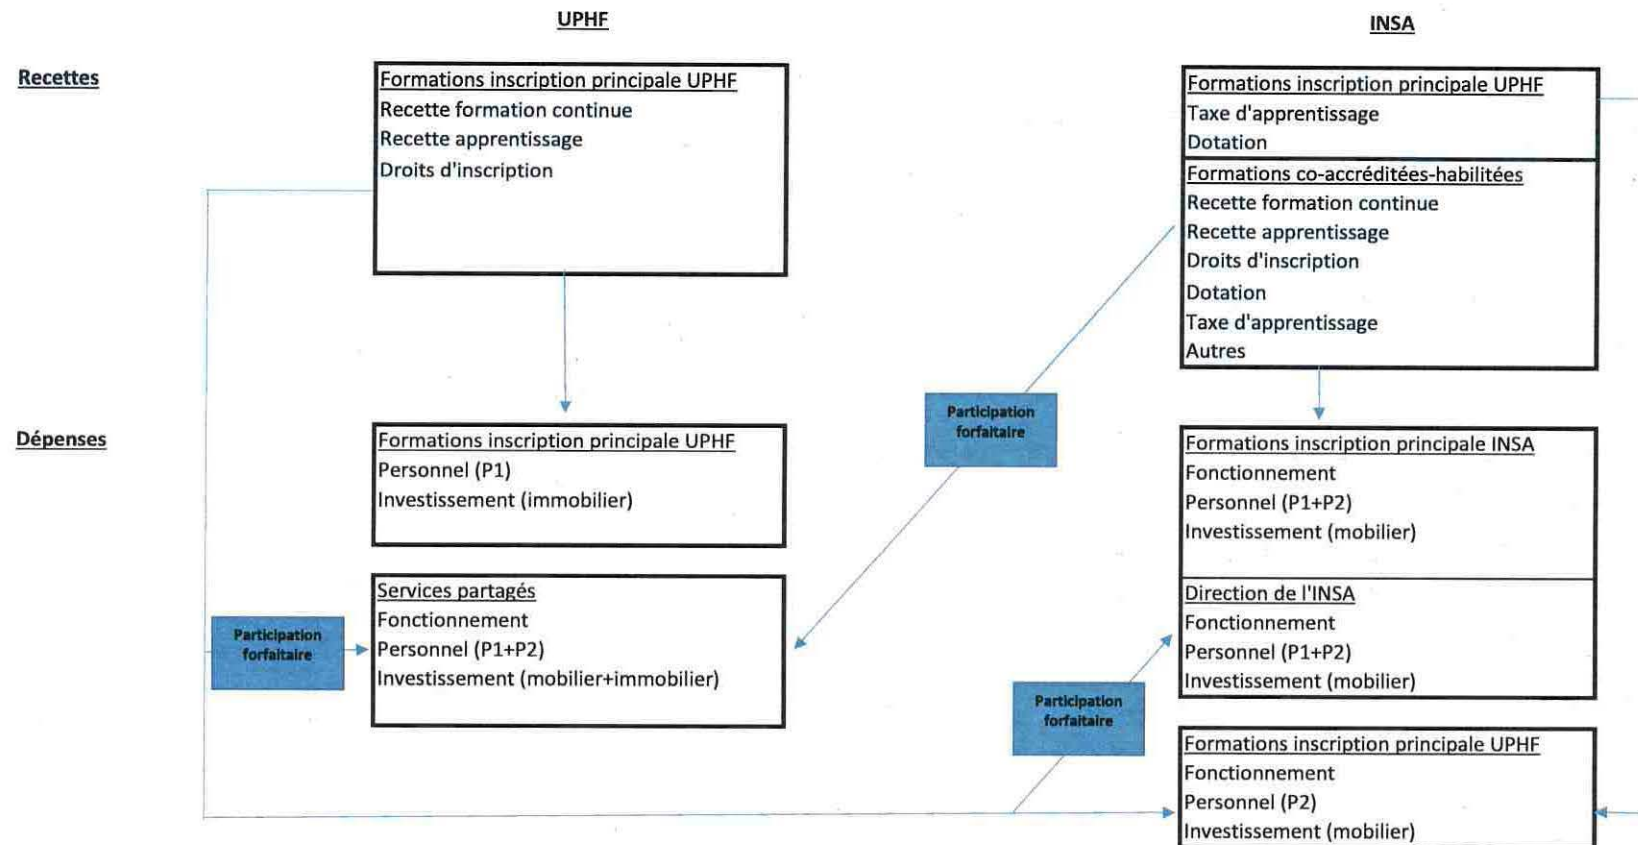 UPHF
INSA
Recettes
Formations inscription principale UPHF
Recette formation continue
Recette apprentissage
Droits d'inscription
Formations inscription principale UPHF
Taxe d'apprentissage
Dotation
Formations co-accréditées-habilitées
Recette formation continue
Recette apprentissage
Droits d'inscription
Dotation
Taxe d'apprentissage
Autres
Participation
forfaitaire
Dépenses
Formations inscription principale UPHF
Personnel (P1)
Investissement (immobilier)
Services partagés
Fonctionnement
Personnel (P1+P2)
Investissement (mobilier+immobilier)
Participation
forfaitaire
Formations inscription principale INSA
Fonctionnement
Personnel (P1+P2)
Investissement (mobilier)
Direction de l'INSA
Fonctionnement
Personnel (P1+P2)
Investissement (mobilier)
Participation
forfaitaire
Formations inscription principale UPHF
Fonctionnement
Personnel (P2)
Investissement (mobilier)